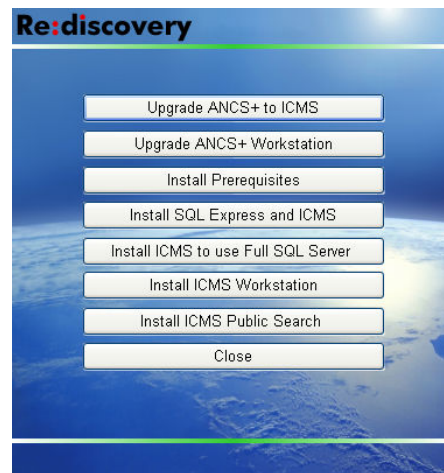 Re:discovery
Upgrade ANCS+ to ICMS
Upgrade ANCS+ Workstation
Install Prerequisites
Install SQL Express and ICMS
Install ICMS to use Full SQL Server
Install ICMS Workstation
Install ICMS Public Search
Close